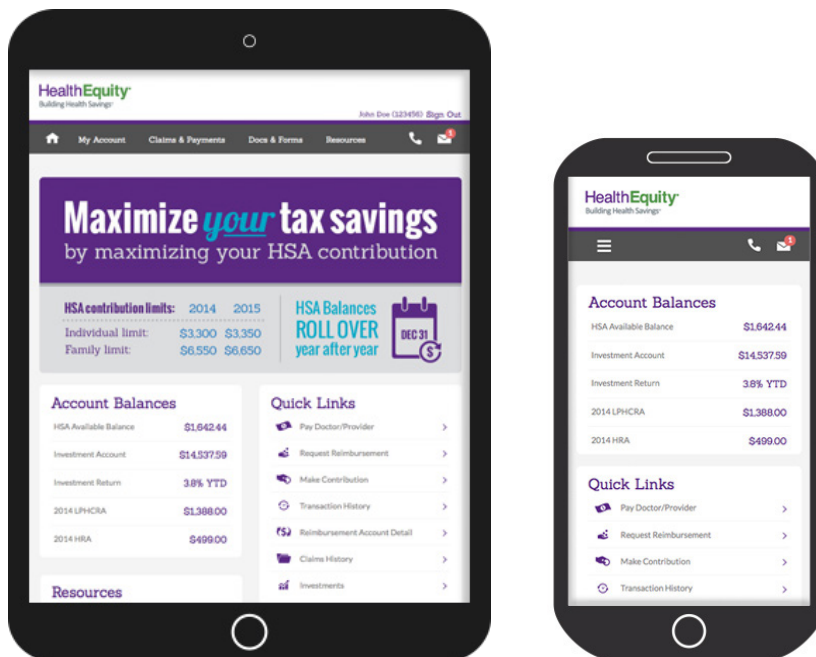 HealthEquity
Building Health Savings
John Doe (123456) Sign Out
My Account Claims & Payments Docs & Forms Resources 1
Maximize your tax savings
by maximizing your HSA contribution
HSA contribution limits: 2014 2015
Individual limit: $3,300 $3,350
Family limit: $6,550 $6,650
HSA Balances
ROLL OVER
year after year
DEC 31
$
Account Balances
HSA Available Balance $1,642.44
Investment Account $14,537.59
Investment Return 3.8% YTD
2014 LPHCRA $1,388.00
2014 HRA $499.00
Resources
Quick Links
Pay Doctor/Provider
Request Reimbursement
Make Contribution
Transaction History
Reimbursement Account Detail
Claims History
Investments
HealthEquity
Building Health Savings
1
Account Balances
HSA Available Balance $1,642.44
Investment Account $14,537.59
Investment Return 3.8% YTD
2014 LPHCRA $1,388.00
2014 HRA $499.00
Quick Links
Pay Doctor/Provider
Request Reimbursement
Make Contribution
Transaction History